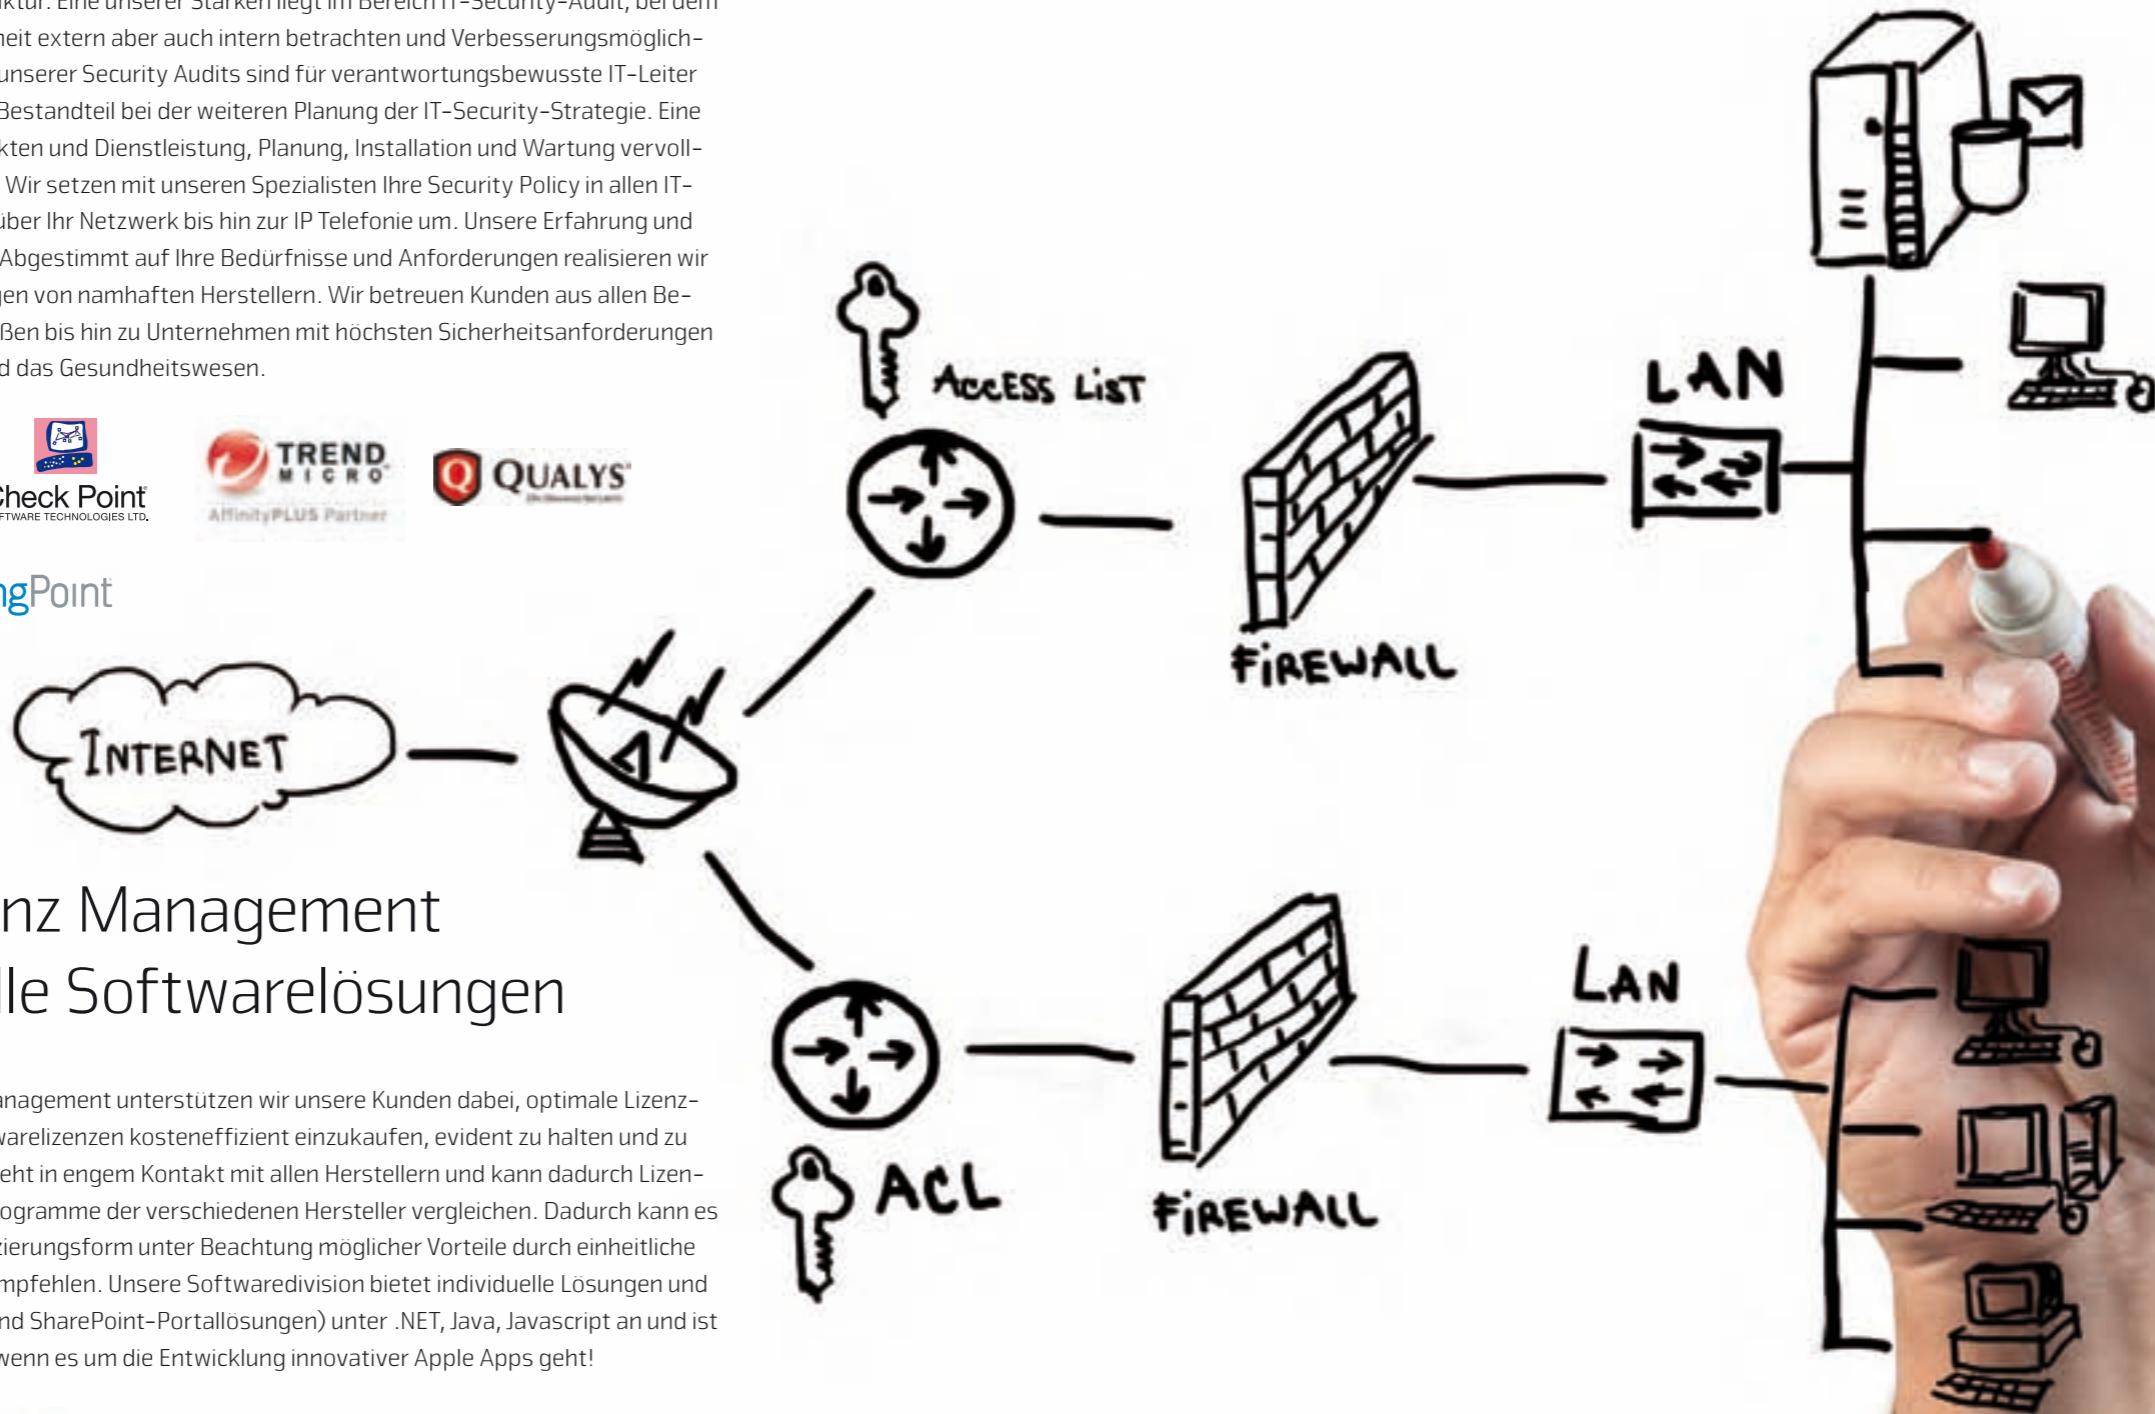 ktur. Eine unserer Stärken liegt im Bereich IT-Security-Audit, bei dem
heit extern aber auch intern betrachten und Verbesserungsmöglich-
unserer Security Audits sind für verantwortungsbewusste IT-Leiter
Bestandteil bei der weiteren Planung der IT-Security-Strategie. Eine
kten und Dienstleistung, Planung, Installation und Wartung vervoll-
Wir setzen mit unseren Spezialisten Ihre Security Policy in allen IT-
über Ihr Netzwerk bis hin zur IP Telefonie um. Unsere Erfahrung und
Abgestimmt auf Ihre Bedürfnisse und Anforderungen realisieren wir
gen von namhaften Herstellern. Wir betreuen Kunden aus allen Be-
ßen bis hin zu Unternehmen mit höchsten Sicherheitsanforderungen
d das Gesundheitswesen.
Check Point
FTWARE TECHNOLOGIES LTD.
TREND
MICRO
AffinityPLUS Partner
QUALYS
ngPoint
ACCESS LIST
LAN
FIREWALL
INTERNET
nz Management
lle Softwarelösungen
LAN
ACL
FIREWALL
anagement unterstützen wir unsere Kunden dabei, optimale Lizenz-
warelizenzen kosteneffizient einzukaufen, evident zu halten und zu
eht in engem Kontakt mit allen Herstellern und kann dadurch Lizen-
ogramme der verschiedenen Hersteller vergleichen. Dadurch kann es
zierungsform unter Beachtung möglicher Vorteile durch einheitliche
mpfehlen. Unsere Softwaredivision bietet individuelle Lösungen und
nd SharePoint-Portallösungen) unter .NET, Java, Javascript an und ist
wenn es um die Entwicklung innovativer Apple Apps geht!